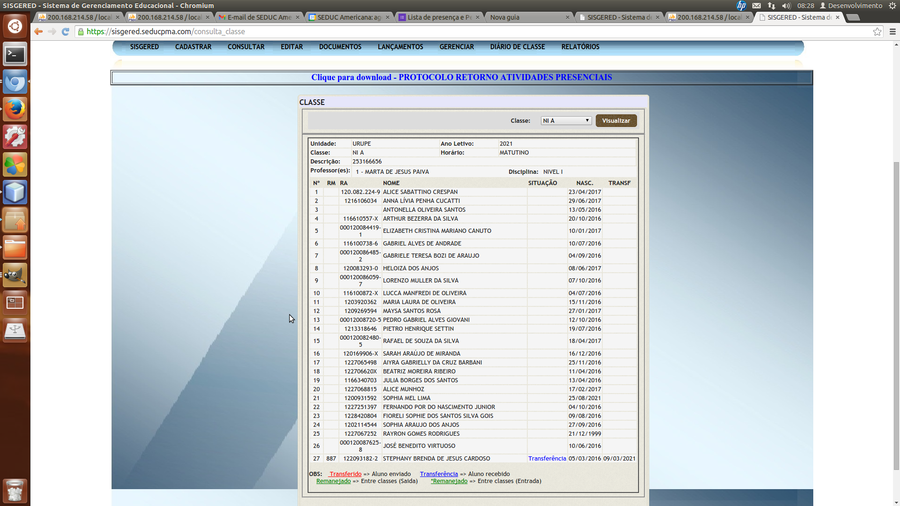 SISGERED - Sistema de Gerenciamento Educacional - Chromium
hp 08:28 Desenvolvimento
200.168.214.58 / local
200.168.214.58 / local
E-mail de SEDUC Ame
SEDUC Americana: ag
Lista de presença e P
Nova guia
SISGERED - Sistema d
200.168.214.58 / local
SISGERED - Sistema de
https://sisgered.seducpma.com/consulta_classe
SISGERED CADASTRAR CONSULTAR EDITAR DOCUMENTOS LANÇAMENTOS GERENCIAR DIÁRIO DE CLASSE RELATÓRIOS
Clique para download - PROTOCOLO RETORNO ATIVIDADES PRESENCIAIS
CLASSE
Classe: NI A Visualizar
Unidade: URUPE Ano Letivo: 2021
Classe: NI A Horário: MATUTINO
Descrição: 253166656
Professor(es): 1 - MARTA DE JESUS PAIVA Disciplina: NIVEL I
Nº RM RA NOME SITUAÇÃO NASC. TRANSF
1 120.082.224-9 ALICE SABATTINO CRESPAN 23/04/2017
2 1216106034 ANNA LÍVIA PENHA CUCATTI 29/06/2017
3 ANTONELLA OLIVEIRA SANTOS 13/05/2016
4 116610557-X ARTHUR BEZERRA DA SILVA 20/10/2016
5 000120084419-1 ELIZABETH CRISTINA MARIANO CANUTO 10/01/2017
6 116100738-6 GABRIEL ALVES DE ANDRADE 10/07/2016
7 000120086485-2 GABRIELE TERESA BOZI DE ARAUJO 04/09/2016
8 120083293-0 HELOIZA DOS ANJOS 08/06/2017
9 000120086059-7 LORENZO MULLER DA SILVA 07/10/2016
10 116100872-X LUCCA MANFREDI DE OLIVEIRA 04/07/2016
11 1203920362 MARIA LAURA DE OLIVEIRA 15/11/2016
12 1209269594 MAYSA SANTOS ROSA 27/01/2017
13 00012008720-5 PEDRO GABRIEL ALVES GIOVANI 12/10/2016
14 1213318646 PIETRO HENRIQUE SETTIN 19/07/2016
15 000120082480-5 RAFAEL DE SOUZA DA SILVA 18/04/2017
16 120169906-X SARAH ARAÚJO DE MIRANDA 16/12/2016
17 1227065498 AIYRA GABRIELLY DA CRUZ BARBANI 25/11/2016
18 122706620X BEATRIZ MOREIRA RIBEIRO 11/04/2016
19 1166340703 JULIA BORGES DOS SANTOS 13/04/2016
20 1227068815 ALICE MUNHOZ 17/02/2017
21 1200931592 SOPHIA MEL LIMA 25/08/2021
22 1227251397 FERNANDO POR DO NASCIMENTO JUNIOR 04/10/2016
23 1228420804 FIORELI SOPHIE DOS SANTOS SILVA GOIS 09/08/2016
24 1202114544 SOPHIA ARAUJO DOS ANJOS 27/09/2016
25 1227067252 RAYRON GOMES RODRIGUES 21/12/1999
26 000120087625-8 JOSÉ BENEDITO VIRTUOSO 10/06/2016
27 887 122093182-2 STEPHANY BRENDA DE JESUS CARDOSO Transferência 05/03/2016 09/03/2021
OBS: Transferido => Aluno enviado Transferência => Aluno recebido
Remanejado => Entre classes (Saída) *Remanejado => Entre classes (Entrada)